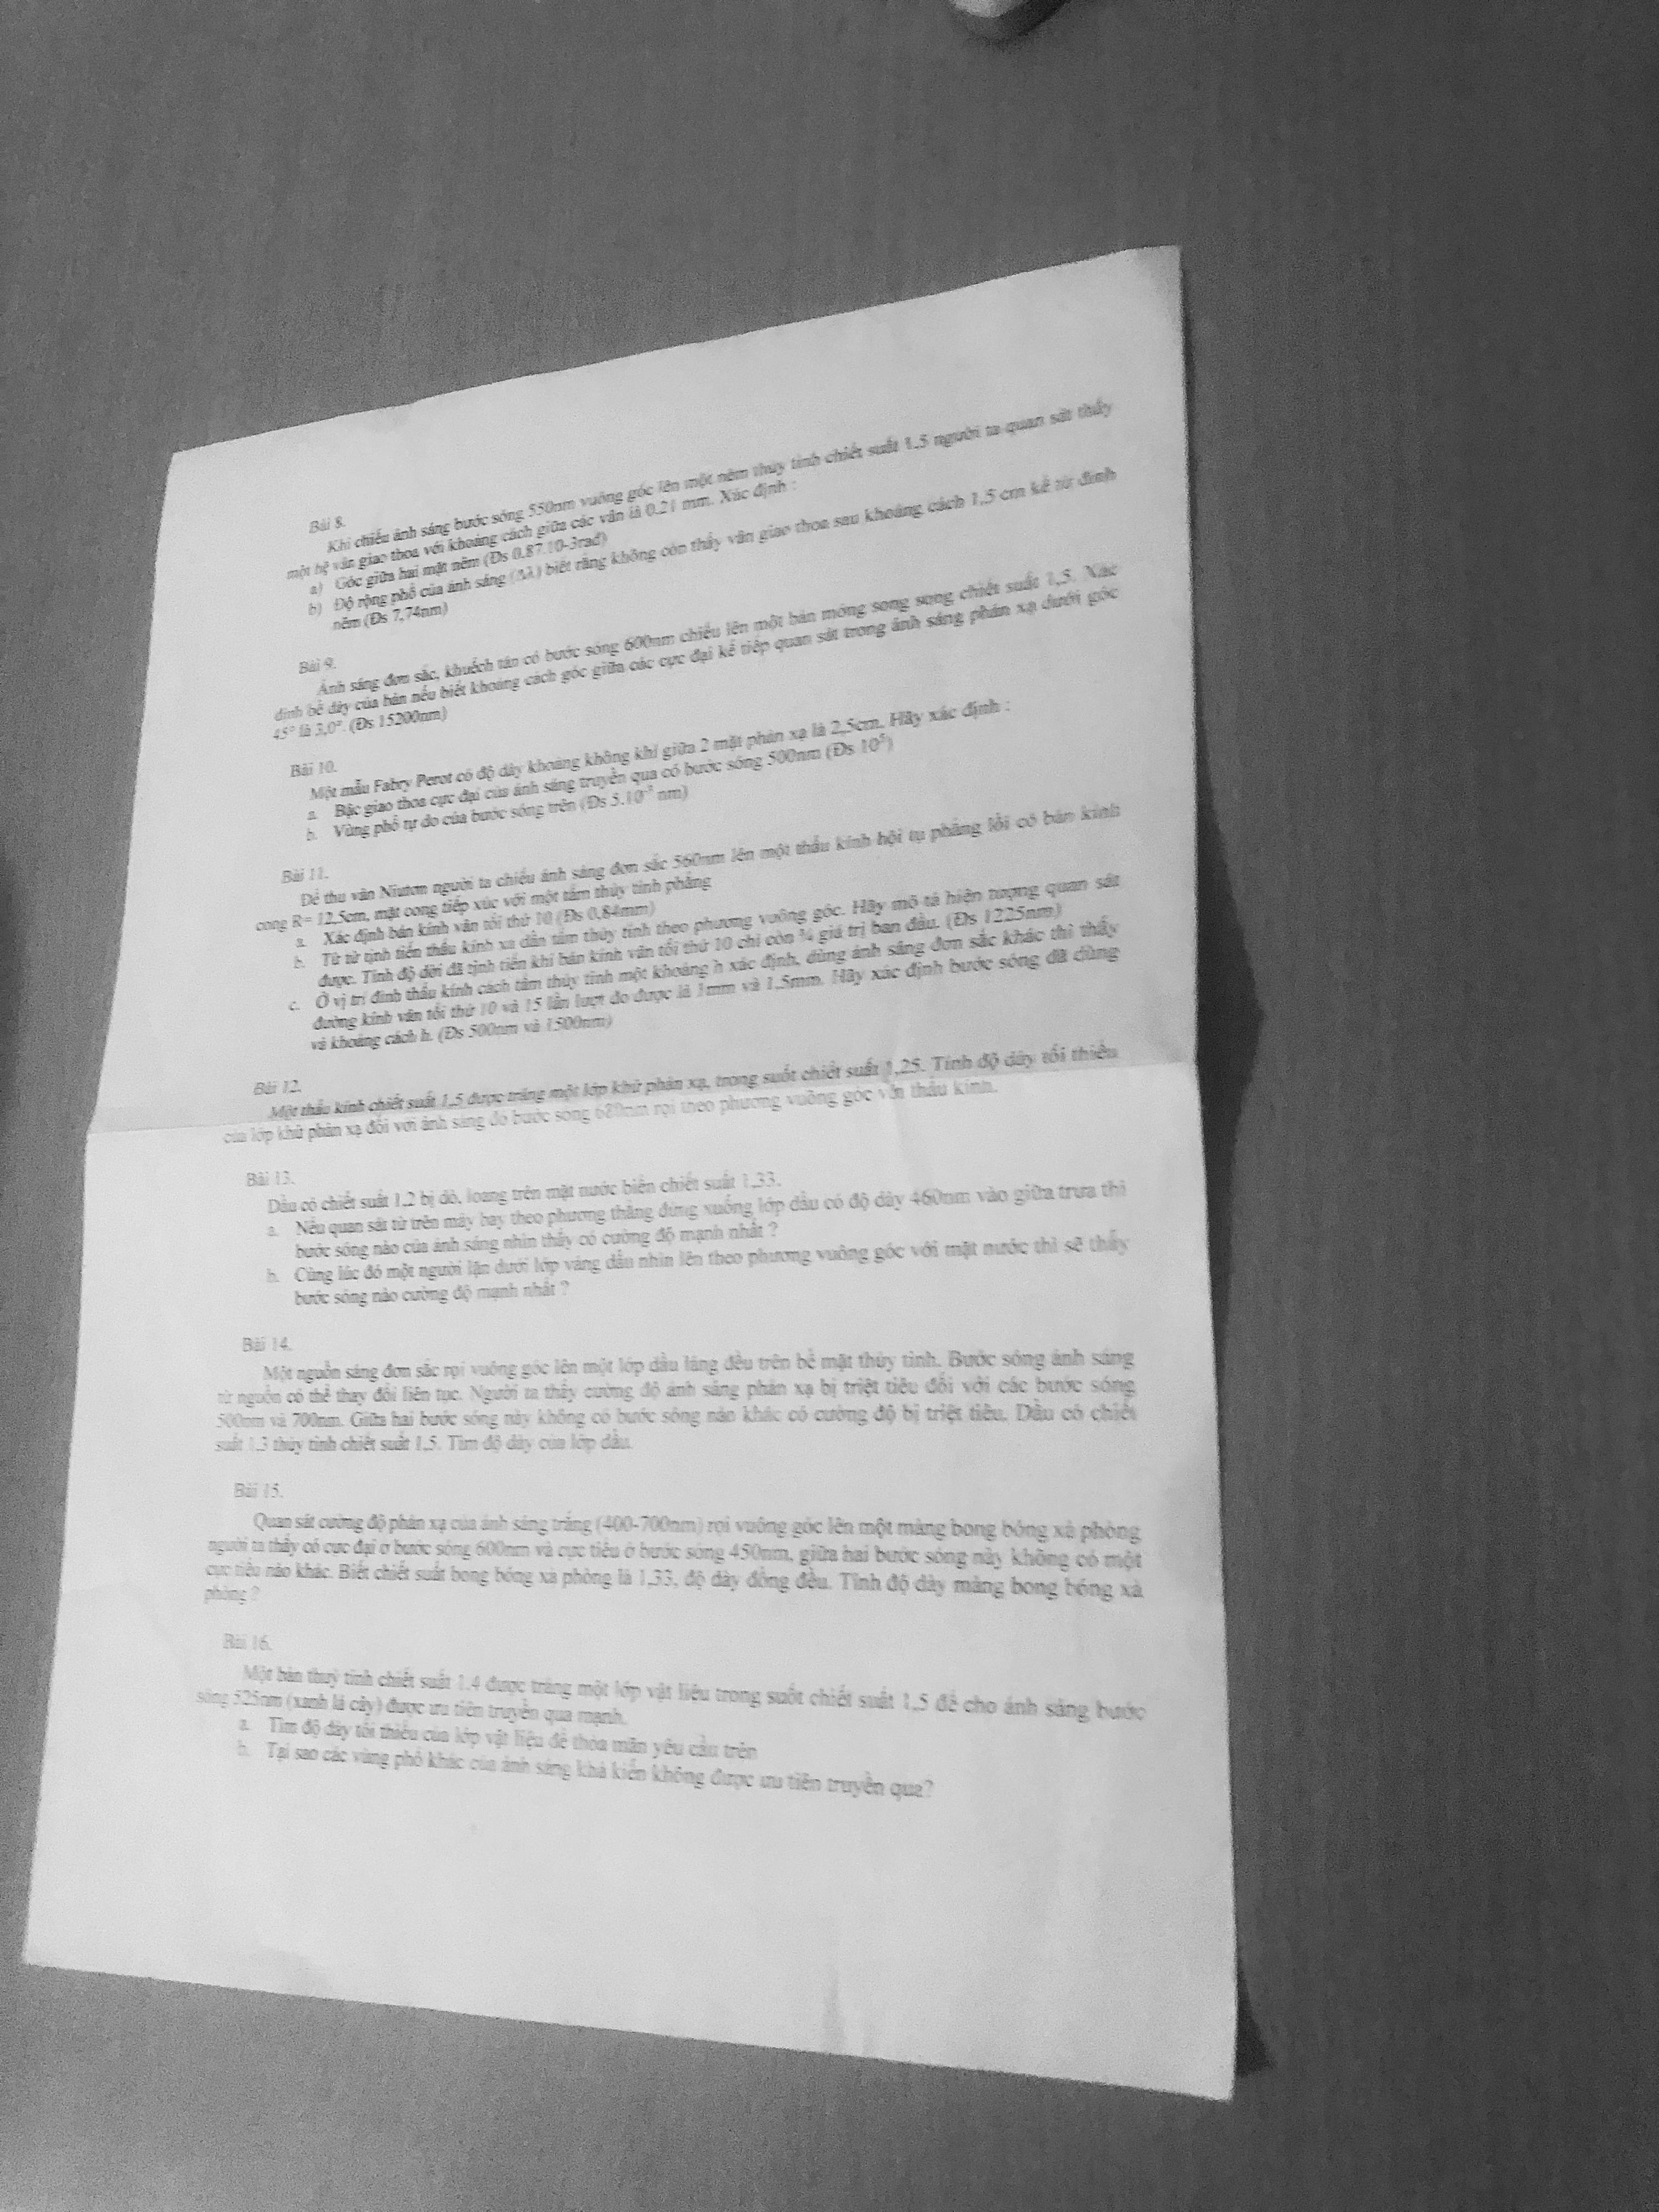 Bài 8.
Khi chiếu ánh sáng bước sóng 550nm vuông góc lên một nêm thủy tinh chiết suất 1.5 người ta quan sát thấy
một hệ vân giao thoa với khoảng cách giữa các vân là 0.21 mm. Xác định :
a) Góc giữa hai mặt nêm (Đs 0,87.10-3rad)
b) Độ rộng phổ của ánh sáng (Δλ) biết rằng không còn thấy vân giao thoa sau khoảng cách 1,5 cm kể từ đỉnh
nêm (Đs 7,74nm)
Bài 9.
Ánh sáng đơn sắc, khuếch tán có bước sóng 600nm chiếu lên một bản mỏng song song chiết suất 1,5. Xác
định bề dày của bản nếu biết khoảng cách góc giữa các cực đại kế tiếp quan sát trong ánh sáng phản xạ dưới góc
45° là 3,0°. (Đs 15200nm)
Bài 10.
Một mẫu Fabry Perot có độ dày khoảng không khí giữa 2 mặt phản xạ là 2,5cm. Hãy xác định :
a. Bậc giao thoa cực đại của ánh sáng truyền qua có bước sóng 500nm (Đs 10⁵)
b. Vùng phổ tự do của bước sóng trên (Đs 5.10⁻³ nm)
Bài 11.
Để thu vân Niutơn người ta chiếu ánh sáng đơn sắc 560nm lên một thấu kính hội tụ phẳng lồi có bán kính
cong R= 12,5cm, mặt cong tiếp xúc với một tấm thủy tinh phẳng
a. Xác định bán kính vân tối thứ 10 (Đs 0,84mm)
b. Từ từ tịnh tiến thấu kính xa dần tấm thủy tinh theo phương vuông góc. Hãy mô tả hiện tượng quan sát
được. Tính độ dời đã tịnh tiến khi bán kính vân tối thứ 10 chỉ còn ¾ giá trị ban đầu. (Đs 1225nm)
c. Ở vị trí đỉnh thấu kính cách tấm thủy tinh một khoảng h xác định, dùng ánh sáng đơn sắc khác thì thấy
đường kính vân tối thứ 10 và 15 lần lượt đo được là 1mm và 1,5mm. Hãy xác định bước sóng đã dùng
và khoảng cách h. (Đs 500nm và 1500nm)
Bài 12.
Một thấu kính chiết suất 1,5 được tráng một lớp khử phản xạ, trong suốt chiết suất 1,25. Tính độ dày tối thiểu
của lớp khử phản xạ đối với ánh sáng đỏ bước sóng 680nm rọi theo phương vuông góc với thấu kính.
Bài 13.
Dầu có chiết suất 1,2 bị đổ, loang trên mặt nước biển chiết suất 1,33.
a. Nếu quan sát từ trên máy bay theo phương thẳng đứng xuống lớp dầu có độ dày 460nm vào giữa trưa thì
bước sóng nào của ánh sáng nhìn thấy có cường độ mạnh nhất ?
b. Cùng lúc đó một người lặn dưới lớp váng dầu nhìn lên theo phương vuông góc với mặt nước thì sẽ thấy
bước sóng nào cường độ mạnh nhất ?
Bài 14.
Một nguồn sáng đơn sắc rọi vuông góc lên một lớp dầu láng đều trên bề mặt thủy tinh. Bước sóng ánh sáng
từ nguồn có thể thay đổi liên tục. Người ta thấy cường độ ánh sáng phản xạ bị triệt tiêu đối với các bước sóng
500nm và 700nm. Giữa hai bước sóng này không có bước sóng nào khác có cường độ bị triệt tiêu. Dầu có chiết
suất 1.3 thủy tinh chiết suất 1,5. Tìm độ dày của lớp dầu.
Bài 15.
Quan sát cường độ phản xạ của ánh sáng trắng (400-700nm) rọi vuông góc lên một màng bong bóng xà phòng
người ta thấy có cực đại ở bước sóng 600nm và cực tiểu ở bước sóng 450nm, giữa hai bước sóng này không có một
cực tiểu nào khác. Biết chiết suất bong bóng xà phòng là 1,33, độ dày đồng đều. Tính độ dày màng bong bóng xà
phòng ?
Bài 16.
Một bản thuỷ tinh chiết suất 1.4 được tráng một lớp vật liệu trong suốt chiết suất 1,5 để cho ánh sáng bước
sóng 525nm (xanh lá cây) được ưu tiên truyền qua mạnh.
a. Tìm độ dày tối thiểu của lớp vật liệu để thỏa mãn yêu cầu trên
b. Tại sao các vùng phổ khác của ánh sáng khả kiến không được ưu tiên truyền qua?